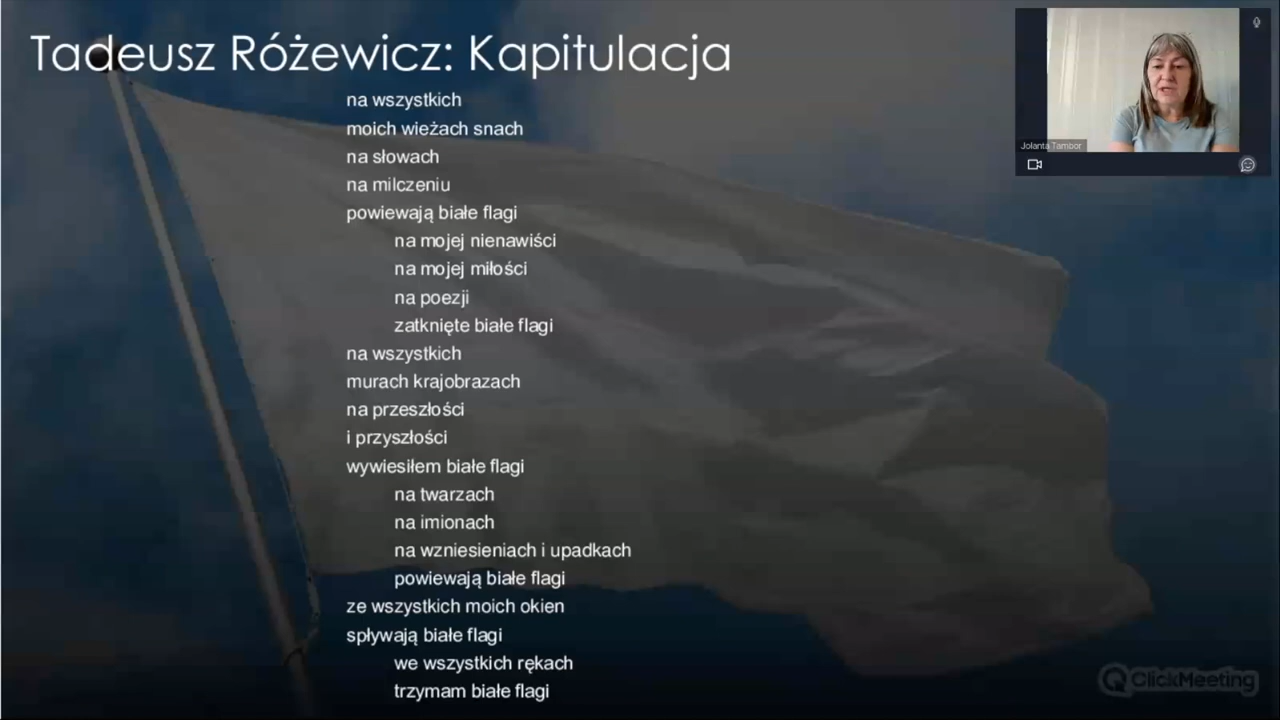 Tadeusz Różewicz: Kapitulacja
na wszystkich
moich wieżach snach
na słowach
na milczeniu
powiewają białe flagi
na mojej nienawiści
na mojej miłości
na poezji
zatknięte białe flagi
na wszystkich
murach krajobrazach
na przeszłości
i przyszłości
wywiesiłem białe flagi
na twarzach
na imionach
na wzniesieniach i upadkach
powiewają białe flagi
ze wszystkich moich okien
spływają białe flagi
we wszystkich rękach
trzymam białe flagi
Jolanta Tambor
ClickMeeting